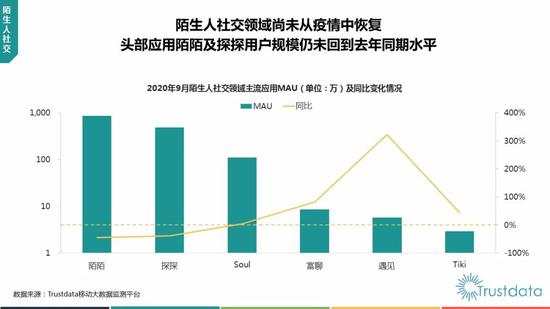 陌生人社交
陌生人社交领域尚未从疫情中恢复
头部应用陌陌及探探用户规模仍未回到去年同期水平
2020年9月陌生人社交领域主流应用MAU（单位：万）及同比变化情况
MAU 同比
1,000 400%
300%
100 200%
100%
10 0%
1 -100%
陌陌 探探 Soul 富聊 遇见 Tiki
数据来源：Trustdata移动大数据监测平台
Trustdata